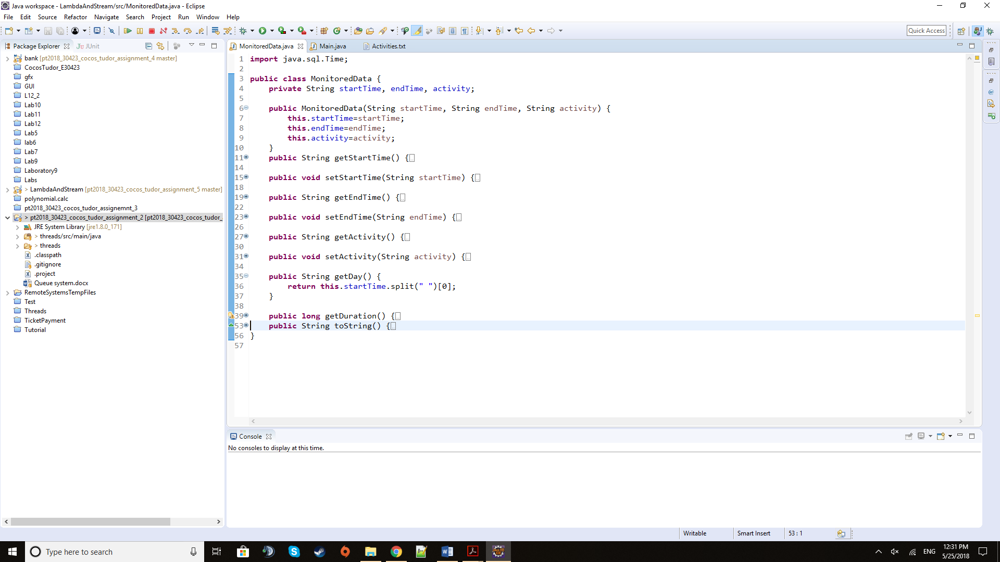 Java workspace - LambdaAndStream/src/MonitoredData.java - Eclipse
File Edit Source Refactor Navigate Search Project Run Window Help
Quick Access
Package Explorer JUnit
bank [pt2018_30423_cocos_tudor_assignment_4 master]
CocosTudor_E30423
gfx
GUI
L12_2
Lab10
Lab11
Lab12
Lab5
lab6
Lab7
Lab9
Laboratory9
Labs
> LambdaAndStream [pt2018_30423_cocos_tudor_assignment_5 master]
polynomial.calc
pt2018_30423_cocos_tudor_assignemnt_3
> pt2018_30423_cocos_tudor_assignment_2 [pt2018_30423_cocos_tudor_
JRE System Library [jre1.8.0_171]
> threads/src/main/java
> threads
.classpath
.gitignore
.project
Queue system.docx
RemoteSystemsTempFiles
Test
Threads
TicketPayment
Tutorial
MonitoredData.java Main.java Activities.txt
1 import java.sql.Time;
2
3 public class MonitoredData {
4 private String startTime, endTime, activity;
5
6 public MonitoredData(String startTime, String endTime, String activity) {
7 this.startTime=startTime;
8 this.endTime=endTime;
9 this.activity=activity;
10 }
11 public String getStartTime() {
14
15 public void setStartTime(String startTime) {
18
19 public String getEndTime() {
22
23 public void setEndTime(String endTime) {
26
27 public String getActivity() {
30
31 public void setActivity(String activity) {
34
35 public String getDay() {
36 return this.startTime.split(" ")[0];
37 }
38
39 public long getDuration() {
53 public String toString() {
56 }
57
Console
No consoles to display at this time.
Writable Smart Insert 53 : 1
Type here to search
ENG
12:31 PM
5/25/2018